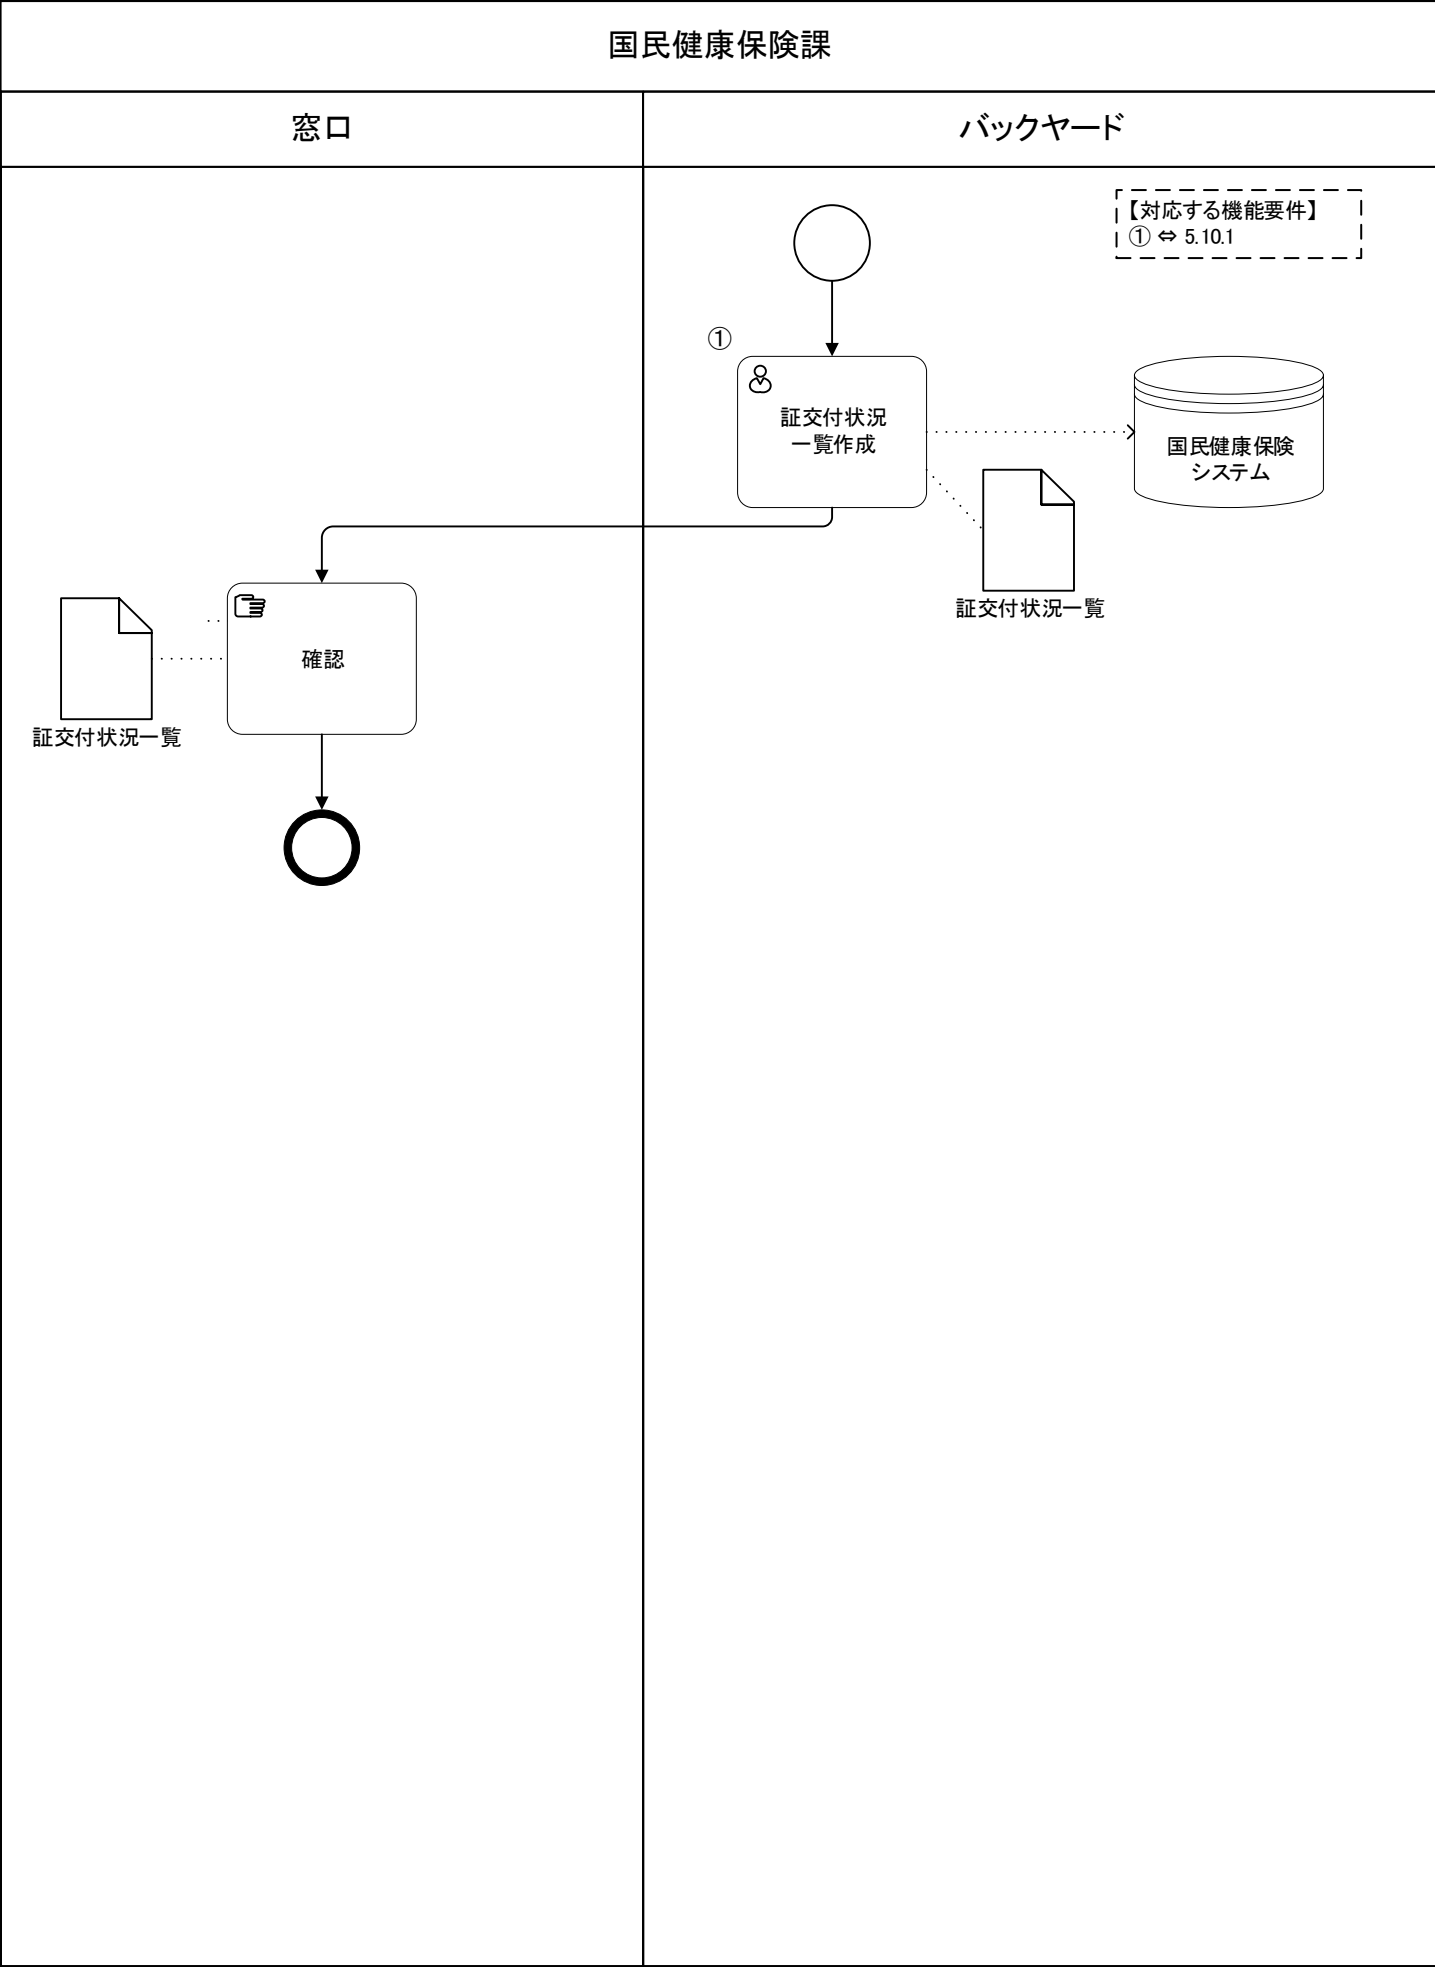 国民健康保険課
窓口
バックヤード
【対応する機能要件】
① ⇔ 5.10.1
①
証交付状況
一覧作成
国民健康保険
システム
証交付状況一覧
確認
証交付状況一覧